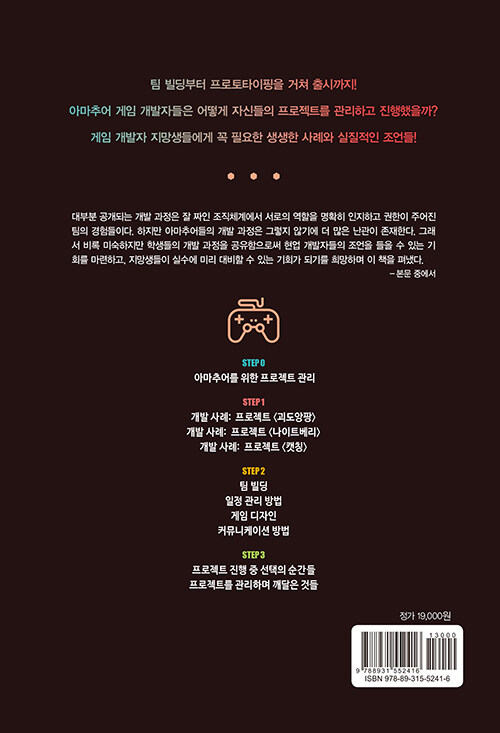 팀 빌딩부터 프로토타이핑을 거쳐 출시까지!
아마추어 게임 개발자들은 어떻게 자신들의 프로젝트를 관리하고 진행했을까?
게임 개발자 지망생들에게 꼭 필요한 생생한 사례와 실질적인 조언들!
대부분 공개되는 개발 과정은 잘 짜인 조직체계에서 서로의 역할을 명확히 인지하고 권한이 주어진
팀의 경험들이다. 하지만 아마추어들의 개발 과정은 그렇지 않기에 더 많은 난관이 존재한다. 그래
서 비록 미숙하지만 학생들의 개발 과정을 공유함으로써 현업 개발자들의 조언을 들을 수 있는 기
회를 마련하고, 지망생들이 실수에 미리 대비할 수 있는 기회가 되기를 희망하며 이 책을 펴냈다.
– 본문 중에서
STEP 0
아마추어를 위한 프로젝트 관리
STEP 1
개발 사례: 프로젝트 〈괴도앙팡〉
개발 사례: 프로젝트 〈나이트베리〉
개발 사례: 프로젝트 〈캣칭〉
STEP 2
팀 빌딩
일정 관리 방법
게임 디자인
커뮤니케이션 방법
STEP 3
프로젝트 진행 중 선택의 순간들
프로젝트를 관리하며 깨달은 것들
정가 19,000원
13000
9 788931 552416
ISBN 978-89-315-5241-6